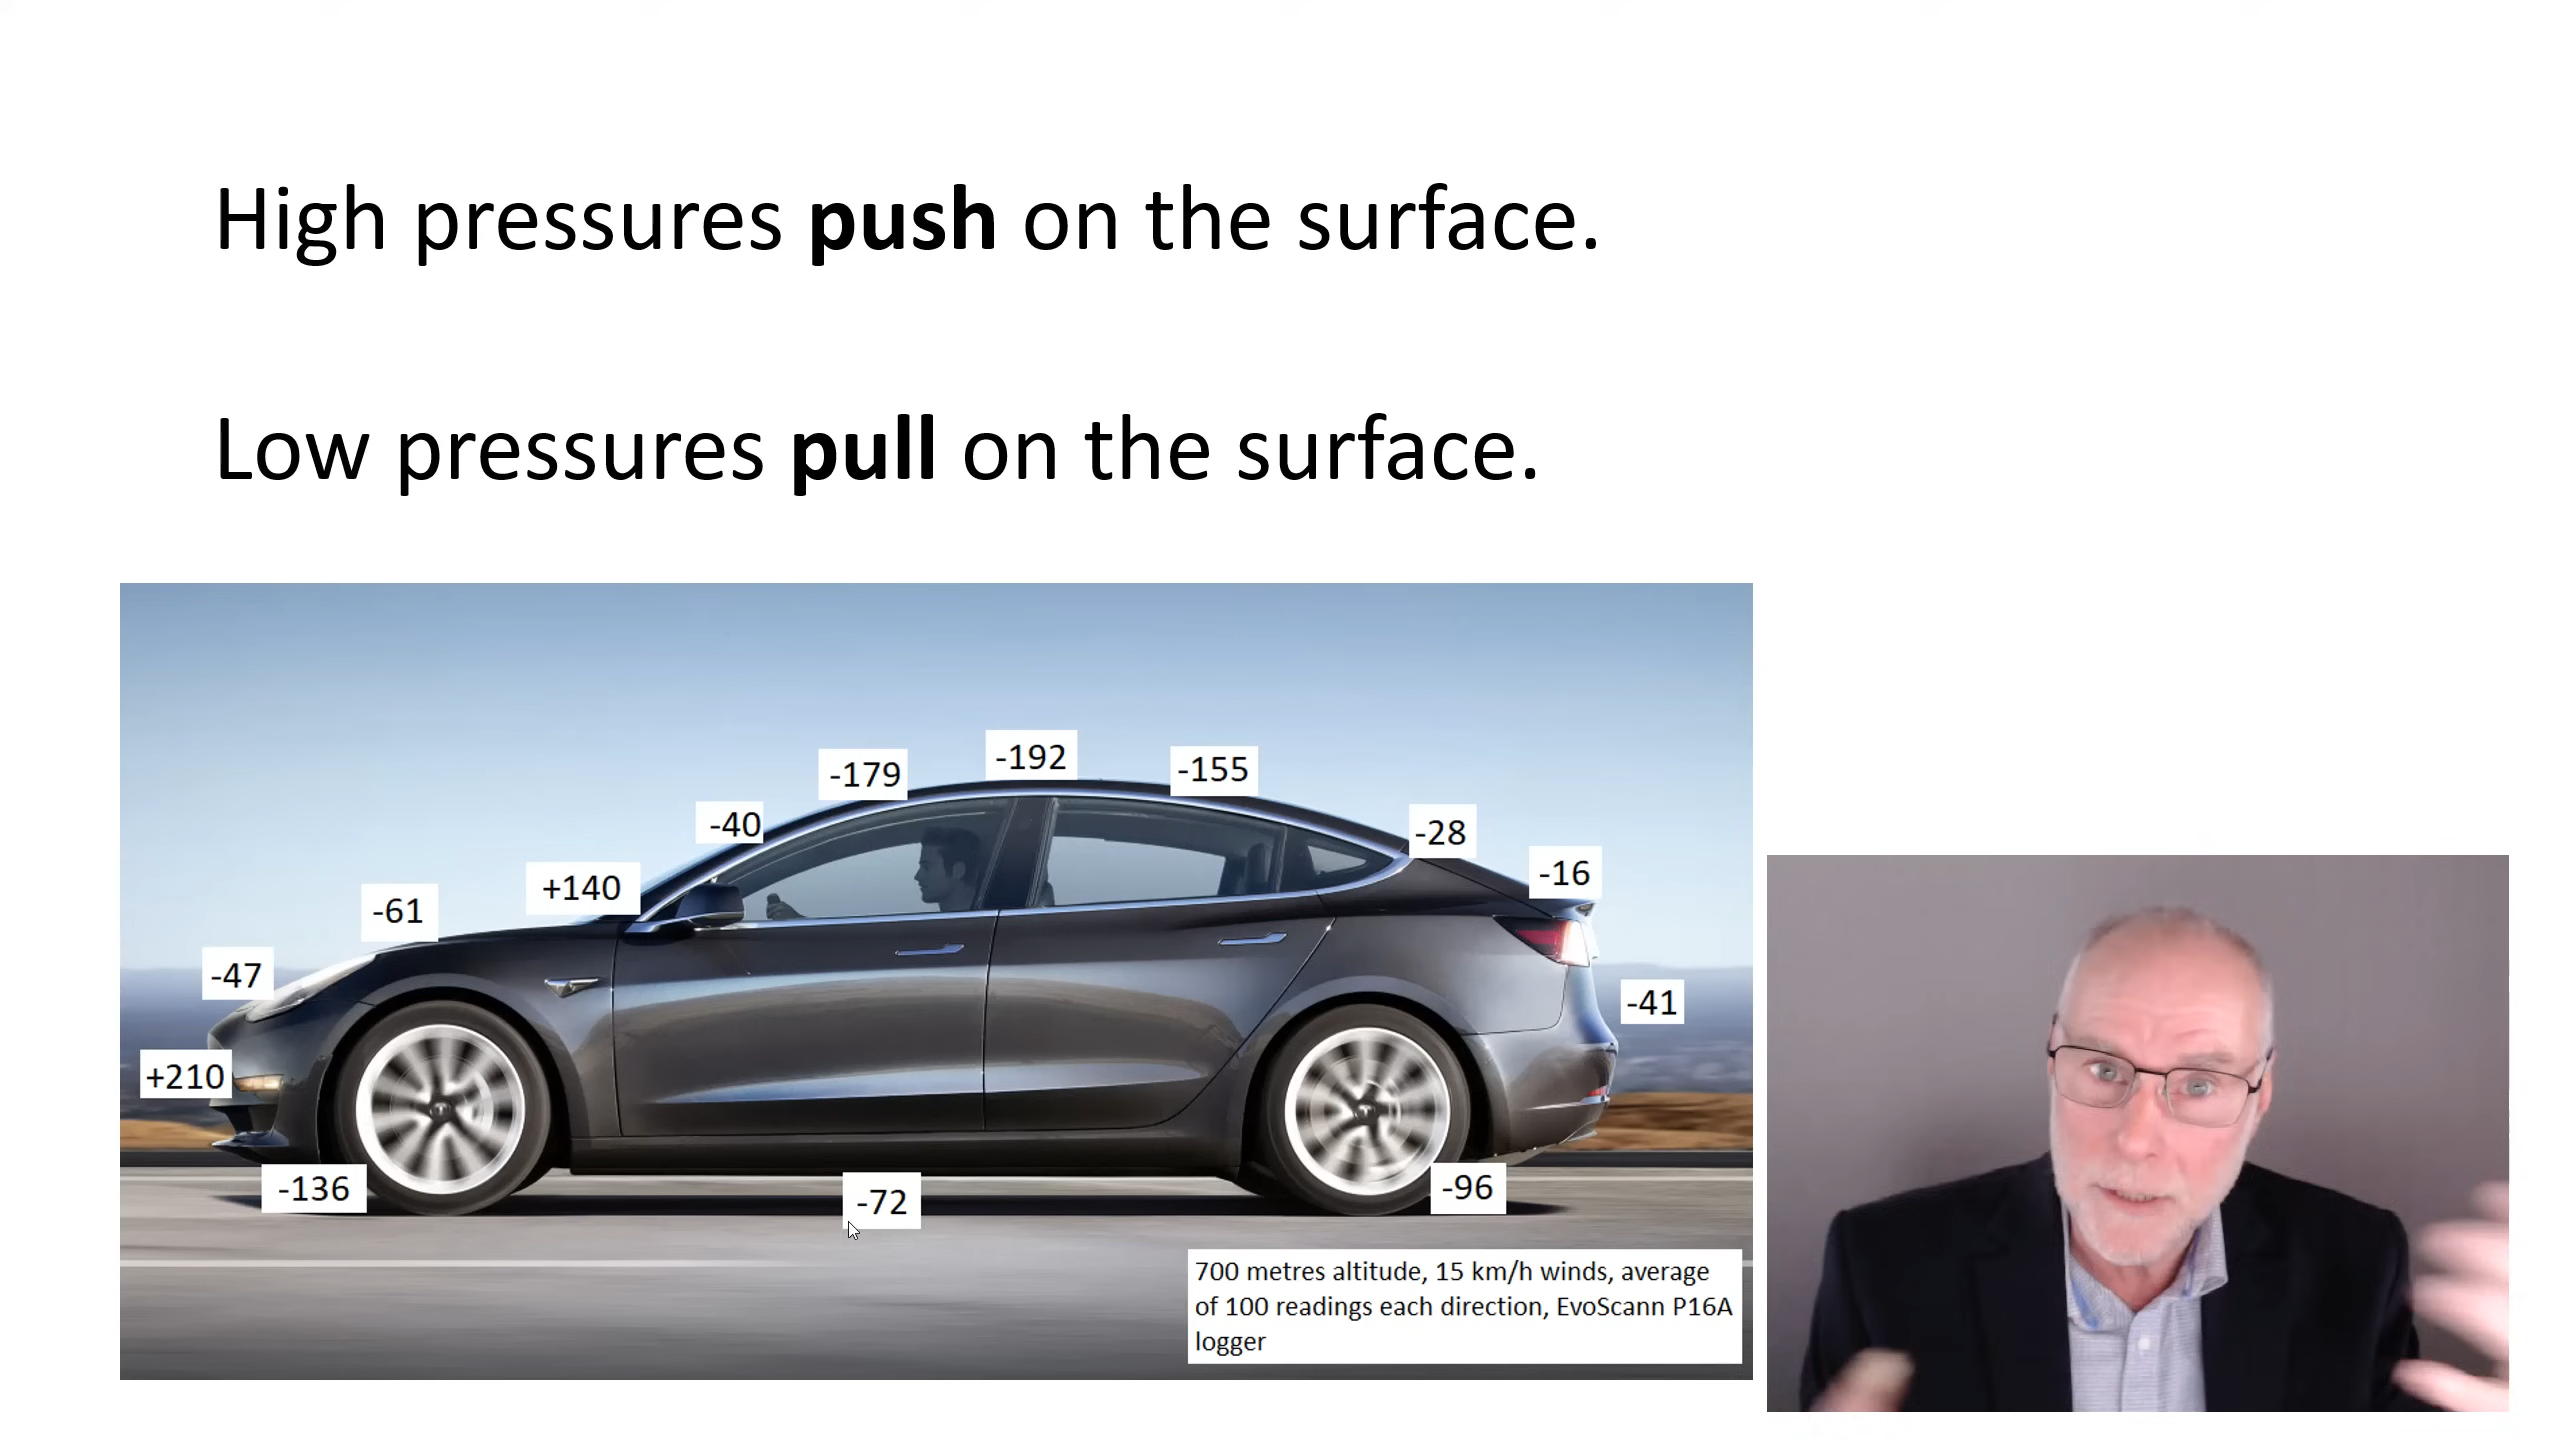 High pressures push on the surface.
Low pressures pull on the surface.
-192
-179
-155
-40
-28
+140
-16
-61
-47
-41
+210
-136
-72
-96
700 metres altitude, 15 km/h winds, average
of 100 readings each direction, EvoScann P16A
logger